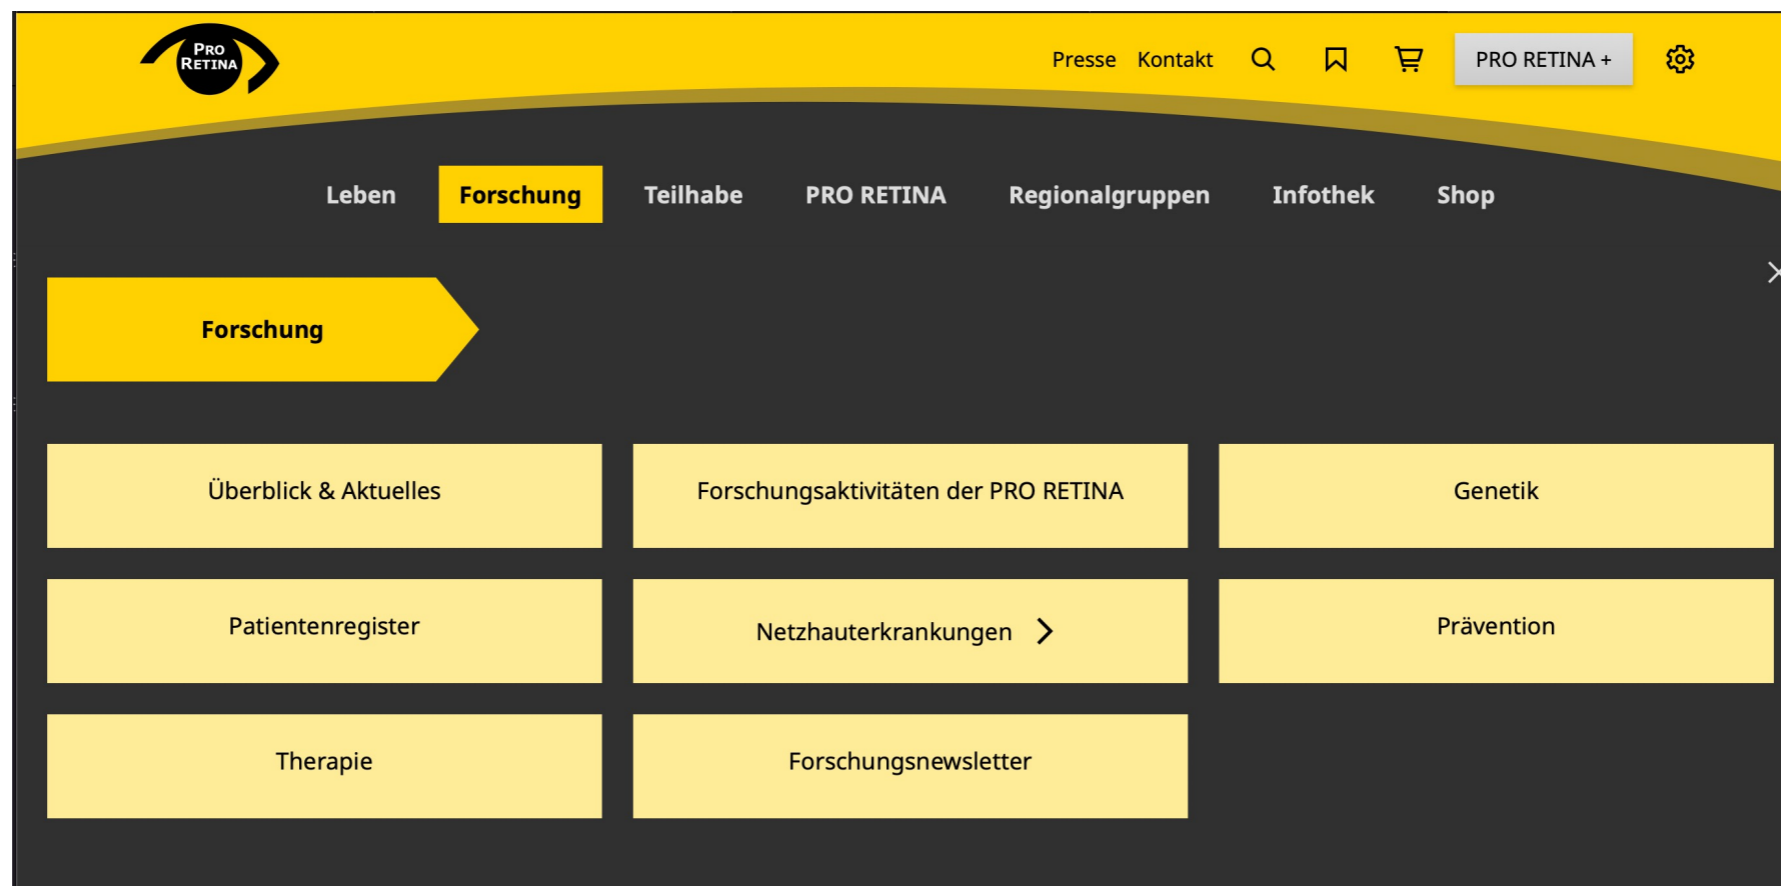 PRO
RETINA
Presse Kontakt PRO RETINA +
Leben Forschung Teilhabe PRO RETINA Regionalgruppen Infothek Shop
Forschung
Überblick & Aktuelles Forschungsaktivitäten der PRO RETINA Genetik
Patientenregister Netzhauterkrankungen Prävention
Therapie Forschungsnewsletter